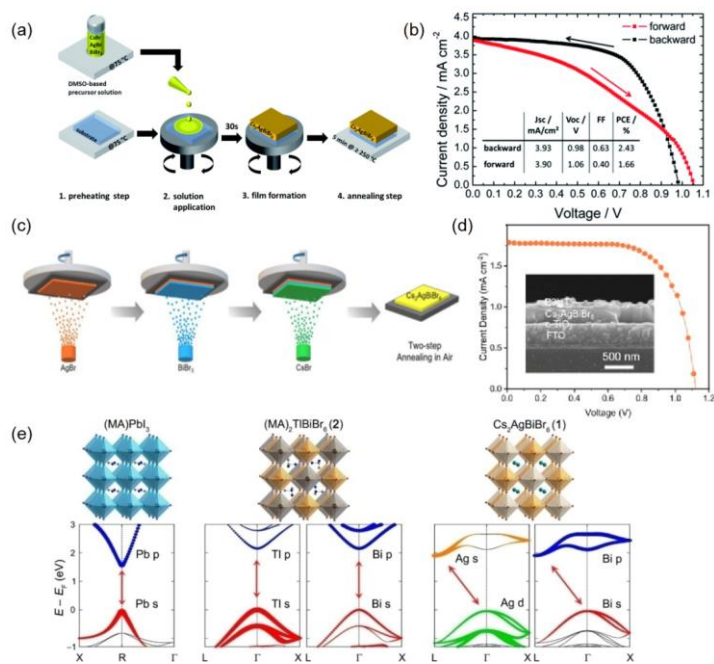 (a)
CsBr
AgBr
BiBr₃
@75 °C
DMSO-based
precursor solution
substrate
@75 °C
30s
Cs₂AgBiBr₆
5 min @ ≥ 250 °C
1. preheating step
2. solution
application
3. film formation
4. annealing step
(b)
Current density / mA cm⁻²
4.5
4.0
3.5
3.0
2.5
2.0
1.5
1.0
0.5
0.0
forward
backward
Jsc / mA/cm² Voc / V FF PCE / %
backward 3.93 0.98 0.63 2.43
forward 3.90 1.06 0.40 1.66
0.0 0.1 0.2 0.3 0.4 0.5 0.6 0.7 0.8 0.9 1.0 1.1
Voltage / V
(c)
AgBr
BiBr₃
CsBr
Cs₂AgBiBr₆
Two-step
Annealing in Air
(d)
Current Density (mA cm⁻²)
1.5
1.0
0.5
0.0
Cs₂AgBiBr₆
FTO
500 nm
0.0 0.2 0.4 0.6 0.8 1.0 1.2
Voltage (V)
(e)
(MA)PbI₃
(MA)₂TlBiBr₆ (2)
Cs₂AgBiBr₆ (1)
E − E_F (eV)
3
2
1
0
−1
Pb p
Pb s
X R Γ
Tl p
Tl s
L Γ X
Bi p
Bi s
L Γ X
Ag s
Ag d
L Γ X
Bi p
Bi s
L Γ X